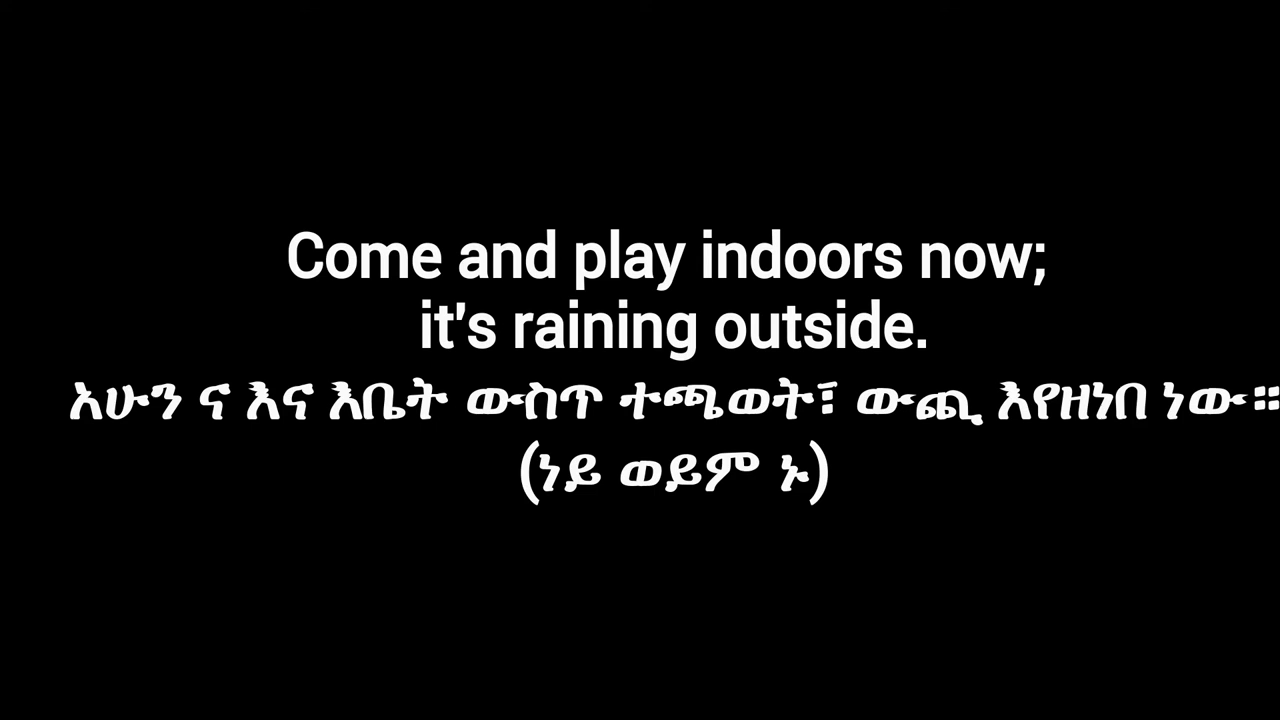 Come and play indoors now;
it's raining outside.
አሁን ና እና እቤት ውስጥ ተጫወት፣ ውጪ እየዘነበ ነው።
(ነይ ወይም ኑ)